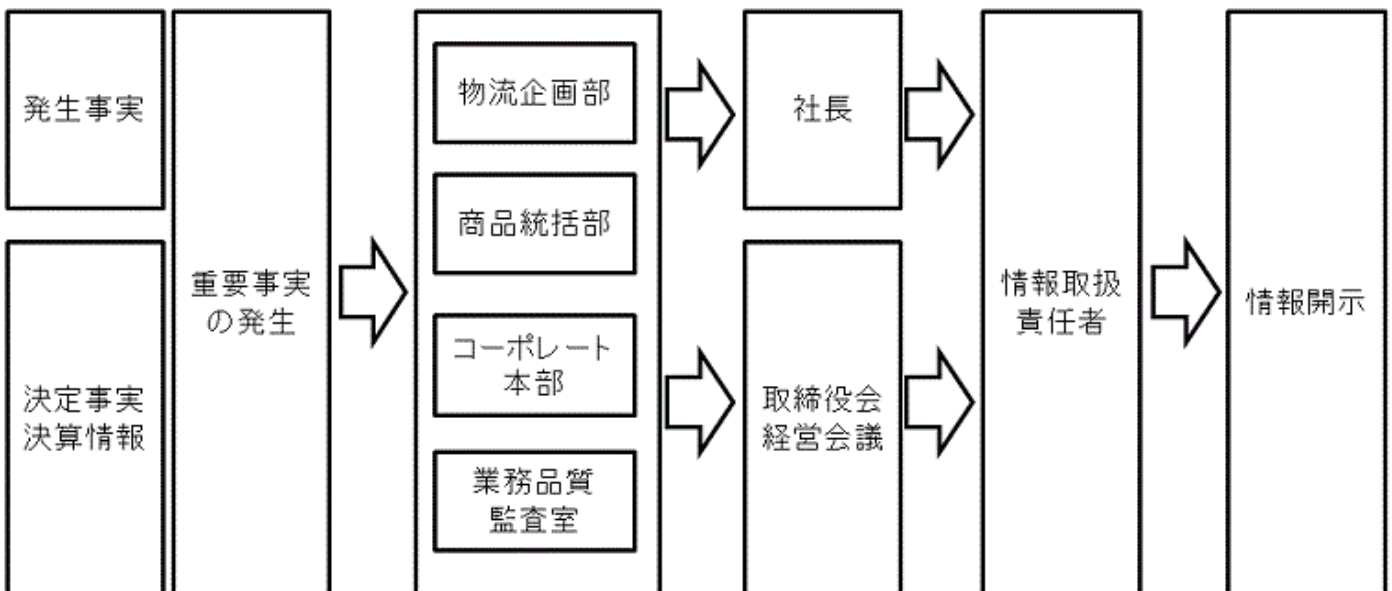 発生事実
決定事実
決算情報
重要事実
の発生
物流企画部
商品統括部
コーポレート
本部
業務品質
監査室
社長
取締役会
経営会議
情報取扱
責任者
情報開示